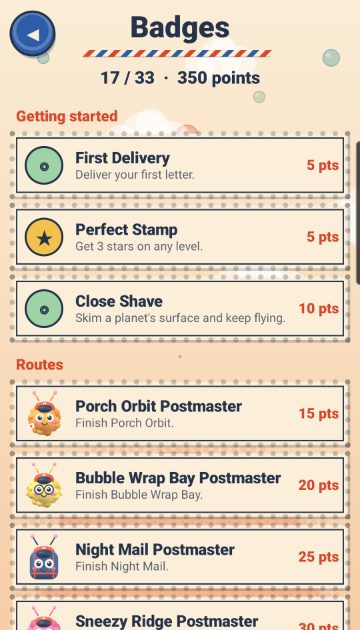 Badges
17 / 33 · 350 points
Getting started
First Delivery
Deliver your first letter.
5 pts
Perfect Stamp
Get 3 stars on any level.
5 pts
Close Shave
Skim a planet's surface and keep flying.
10 pts
Routes
Porch Orbit Postmaster
Finish Porch Orbit.
15 pts
Bubble Wrap Bay Postmaster
Finish Bubble Wrap Bay.
20 pts
Night Mail Postmaster
Finish Night Mail.
25 pts
Sneezy Ridge Postmaster
30 pts